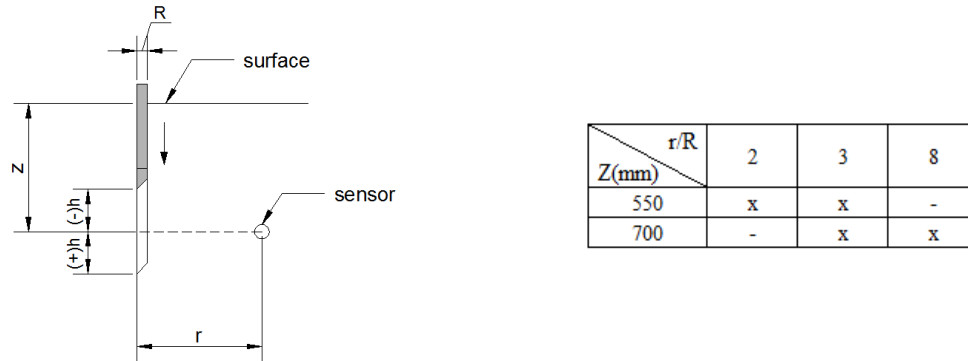 R
surface
Z
(-)h
sensor
(+)h
r
r/R
Z(mm)
2
3
8
550
x
x
-
700
-
x
x